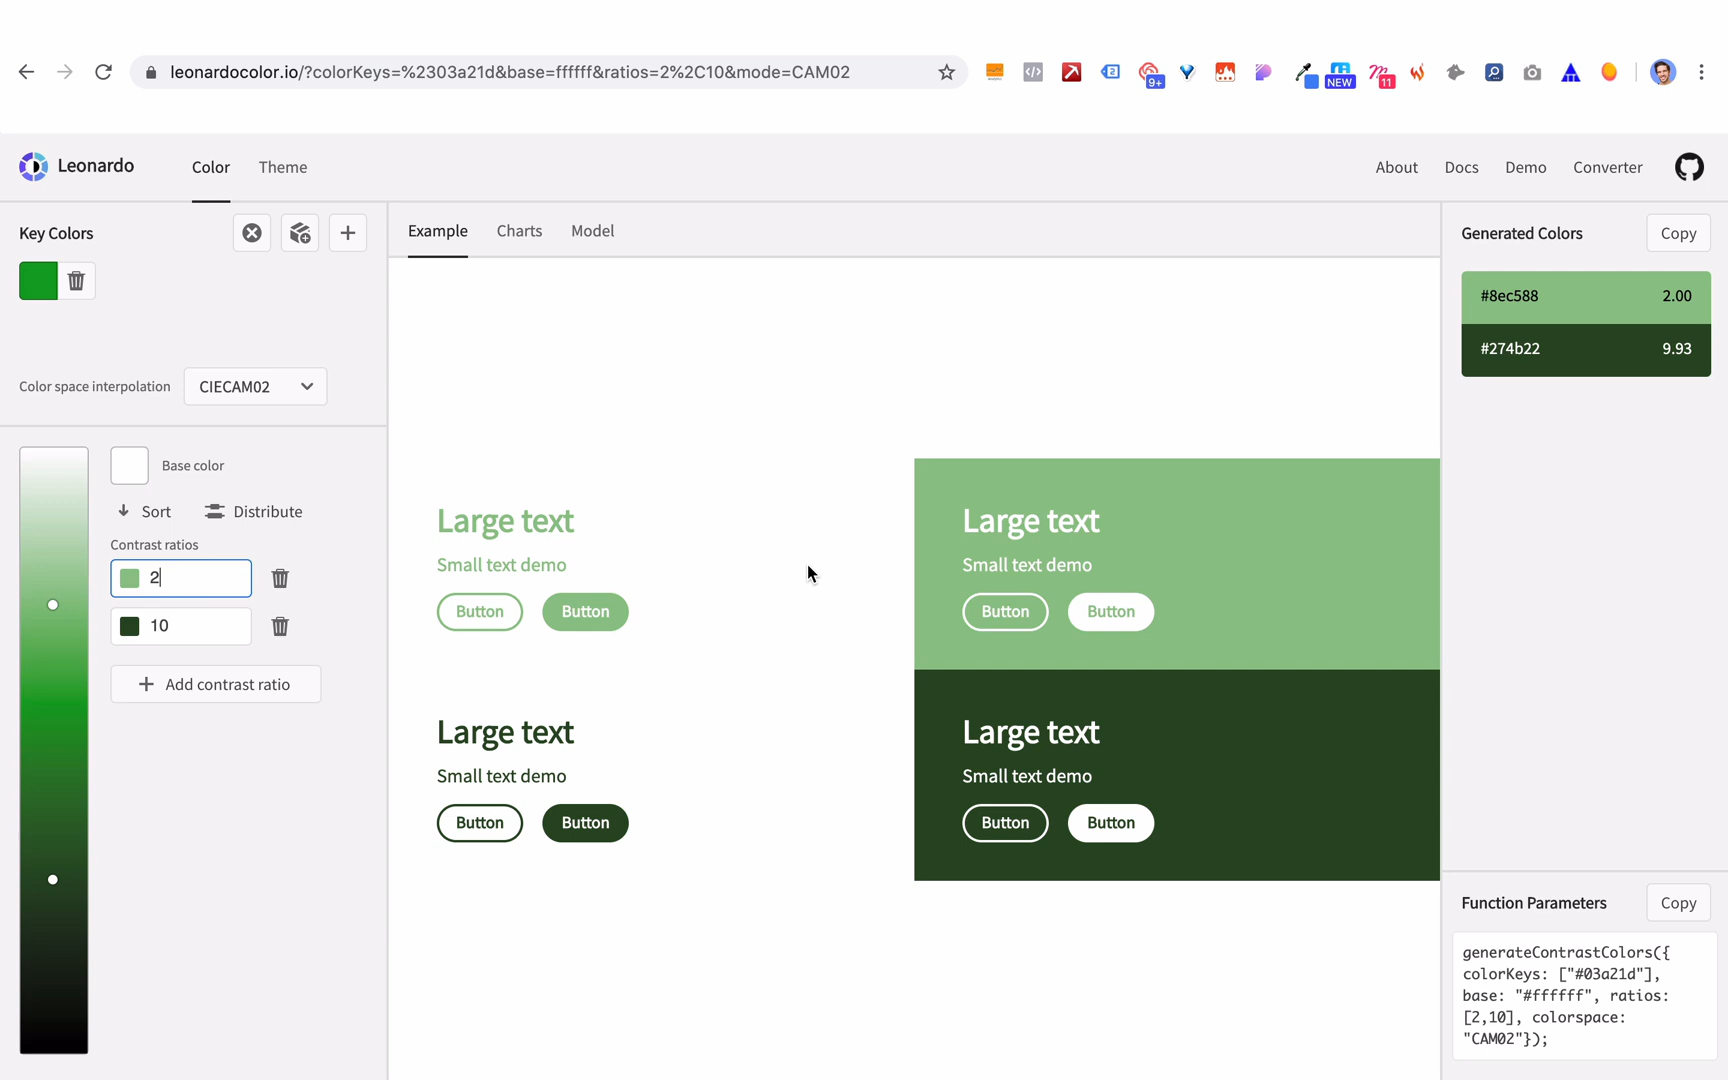 leonardocolor.io/?colorKeys=%2303a21d&base=ffffff&ratios=2%2C10&mode=CAM02
2
9+
NEW
11
Leonardo
Color
Theme
About
Docs
Demo
Converter
Key Colors
Example
Charts
Model
Generated Colors
Copy
#8ec588 2.00
#274b22 9.93
Color space interpolation
CIECAM02
Base color
Sort
Distribute
Contrast ratios
2
10
Add contrast ratio
Large text
Small text demo
Button
Button
Large text
Small text demo
Button
Button
Large text
Small text demo
Button
Button
Large text
Small text demo
Button
Button
Function Parameters
Copy
generateContrastColors({
colorKeys: ["#03a21d"],
base: "#ffffff", ratios:
[2,10], colorspace:
"CAM02"});